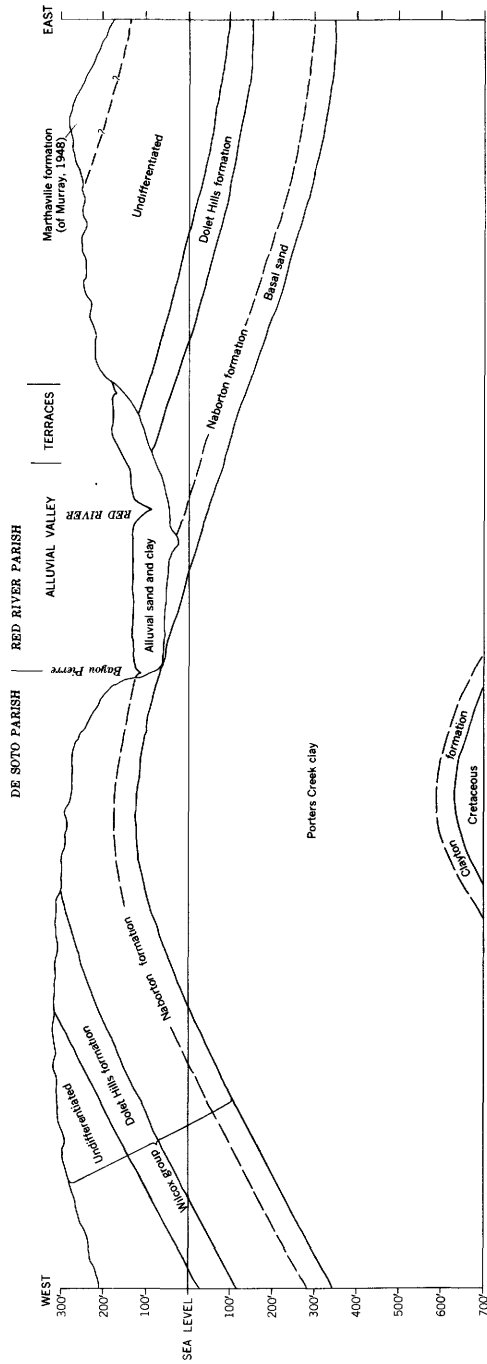 DE SOTO PARISH
RED RIVER PARISH
WEST
ALLUVIAL VALLEY
TERRACES
EAST
Bayou Pierre
RED RIVER
Marthaville formation
(of Murray, 1948)
300'
200'
100'
SEA LEVEL
100'
200'
300'
400'
500'
600'
700'
Undifferentiated
Dolet Hills formation
Wilcox group
Naborton formation
Alluvial sand and clay
?
?
Undifferentiated
Dolet Hills formation
Naborton formation
Basal sand
Porters Creek clay
Clayton formation
Cretaceous